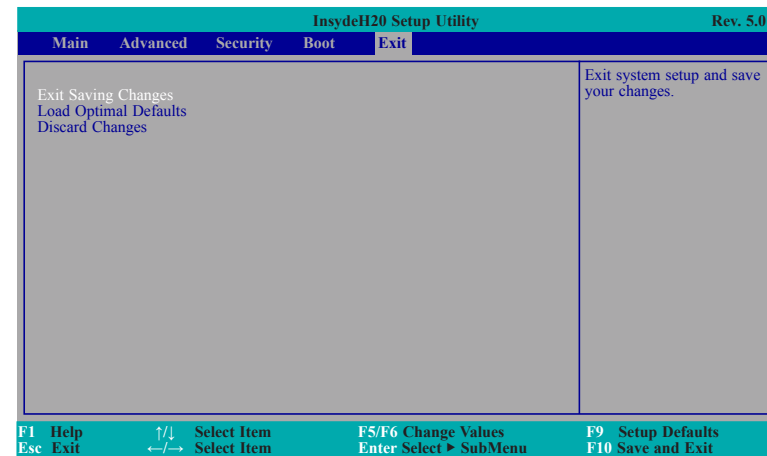 InsydeH20 Setup Utility Rev. 5.0
Main Advanced Security Boot Exit
Exit Saving Changes
Load Optimal Defaults
Discard Changes
Exit system setup and save
your changes.
F1 Help ↑/↓ Select Item F5/F6 Change Values F9 Setup Defaults
Esc Exit ←/→ Select Item Enter Select ▶ SubMenu F10 Save and Exit